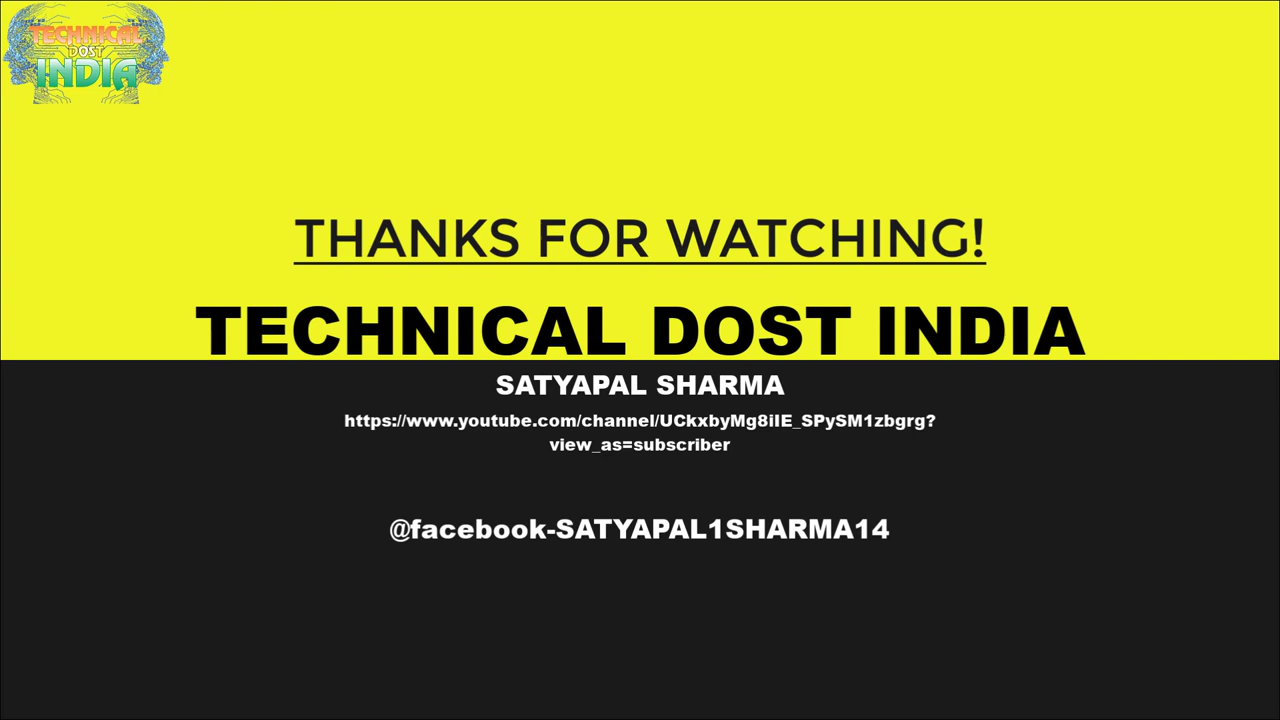 TECHNICAL
DOST
INDIA
THANKS FOR WATCHING!
TECHNICAL DOST INDIA
SATYAPAL SHARMA
https://www.youtube.com/channel/UCkxbyMg8iIE_SPySM1zbgrg?
view_as=subscriber
@facebook-SATYAPAL1SHARMA14